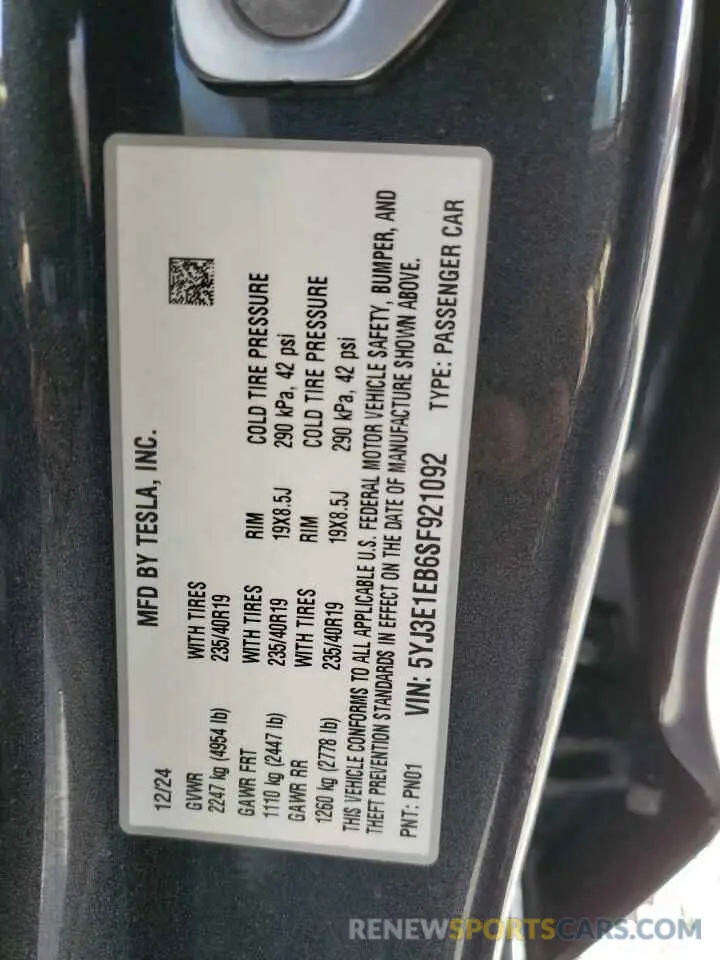 MFD BY TESLA, INC.
12/24
GVWR WITH TIRES
2247 kg (4954 lb) 235/40R19
GAWR FRT WITH TIRES RIM COLD TIRE PRESSURE
1110 kg (2447 lb) 235/40R19 19X8.5J 290 kPa, 42 psi
GAWR RR WITH TIRES RIM COLD TIRE PRESSURE
1260 kg (2778 lb) 235/40R19 19X8.5J 290 kPa, 42 psi
THIS VEHICLE CONFORMS TO ALL APPLICABLE U.S. FEDERAL MOTOR VEHICLE SAFETY, BUMPER, AND
THEFT PREVENTION STANDARDS IN EFFECT ON THE DATE OF MANUFACTURE SHOWN ABOVE.
PNT: PN01 VIN: 5YJ3E1EB6SF921092 TYPE: PASSENGER CAR
RENEWSPORTSCARS.COM